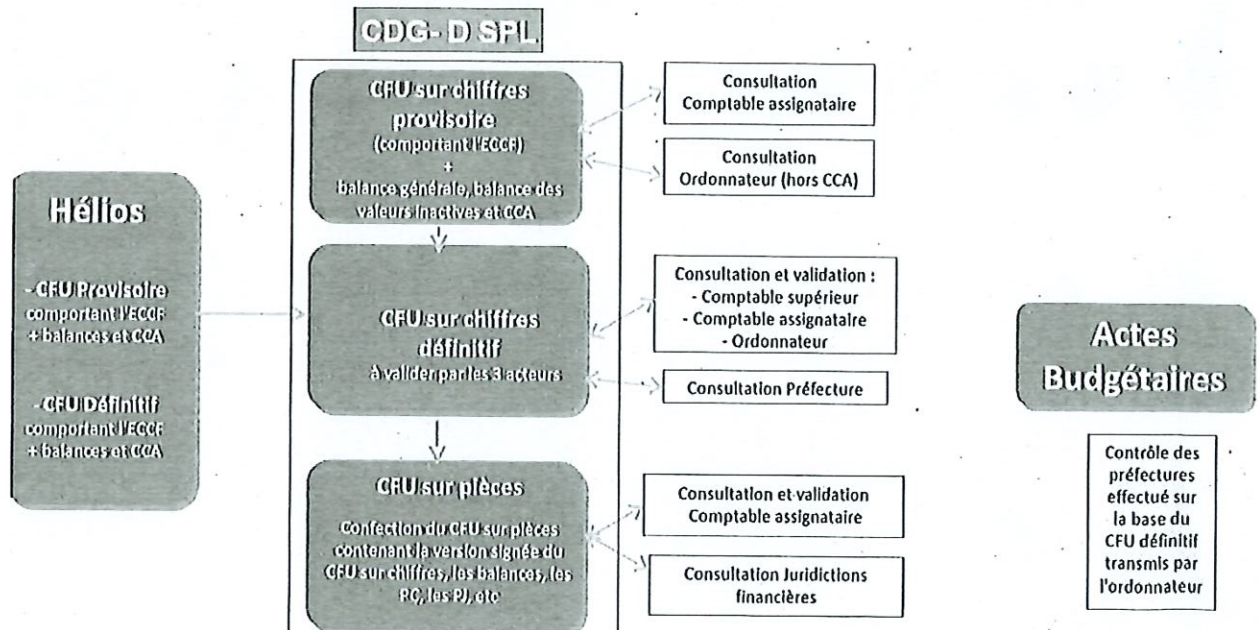 CDG- D SPL
CFU sur chiffres
provisoire
(comportant l'ECCF)
+
balance générale, balance des
valeurs inactives et CCA
Consultation
Comptable assignataire
Consultation
Ordonnateur (hors CCA)
Hélios
- CFU Provisoire
comportant l'ECCF
+ balances et CCA
- CFU Définitif
comportant l'ECCF
+ balances et CCA
CFU sur chiffres
définitif
à valider par les 3 acteurs
Consultation et validation :
- Comptable supérieur
- Comptable assignataire
- Ordonnateur
Consultation Préfecture
CFU sur pièces
Confection du CFU sur pièces
contenant la version signée du
CFU sur chiffres, les balances, les
RC, les PJ, etc
Consultation et validation
Comptable assignataire
Consultation Juridictions
financières
Actes
Budgétaires
Contrôle des
préfectures
effectué sur
la base du
CFU définitif
transmis par
l'ordonnateur